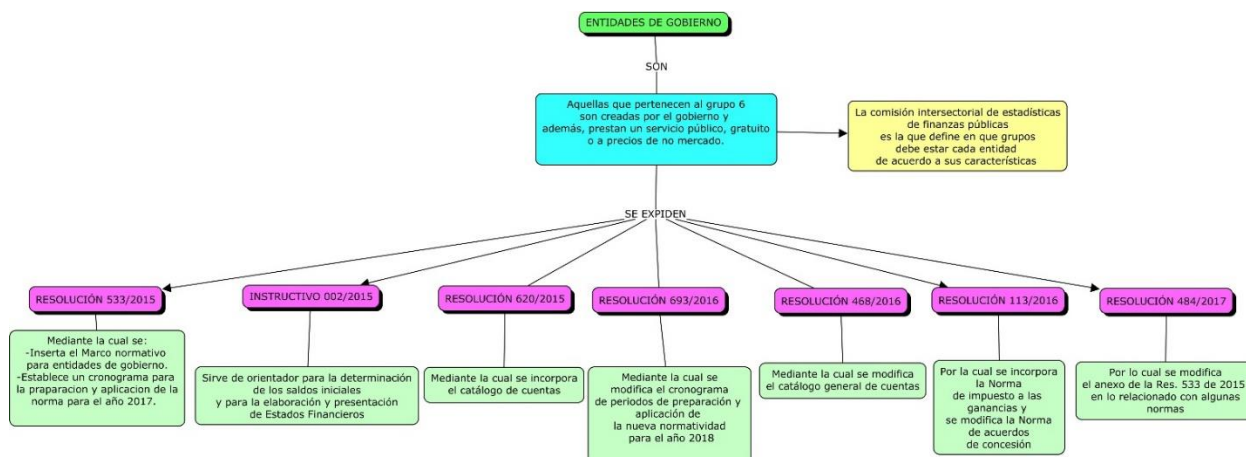 ENTIDADES DE GOBIERNO
SON
Aquellas que pertenecen al grupo 6
son creadas por el gobierno y
además, prestan un servicio público, gratuito
o a precios de no mercado.
La comisión intersectorial de estadísticas
de finanzas públicas
es la que define en que grupos
debe estar cada entidad
de acuerdo a sus características
SE EXPIDEN
RESOLUCIÓN 533/2015
Mediante la cual se:
-Inserta el Marco normativo
para entidades de gobierno.
-Establece un cronograma para
la praparacion y aplicacion de la
norma para el año 2017.
INSTRUCTIVO 002/2015
Sirve de orientador para la determinación
de los saldos iniciales
y para la elaboración y presentación
de Estados Financieros
RESOLUCIÓN 620/2015
Mediante la cual se incorpora
el catálogo de cuentas
RESOLUCIÓN 693/2016
Mediante la cual se
modifica el cronograma
de periodos de preparación y
aplicación de
la nueva normatividad
para el año 2018
RESOLUCIÓN 468/2016
Mediante la cual se modifica
el catálogo general de cuentas
RESOLUCIÓN 113/2016
Por la cual se incorpora
la Norma
de impuesto a las
ganancias y
se modifica la Norma
de acuerdos
de concesión
RESOLUCIÓN 484/2017
Por lo cual se modifica
el anexo de la Res. 533 de 2015
en lo relacionado con algunas
normas